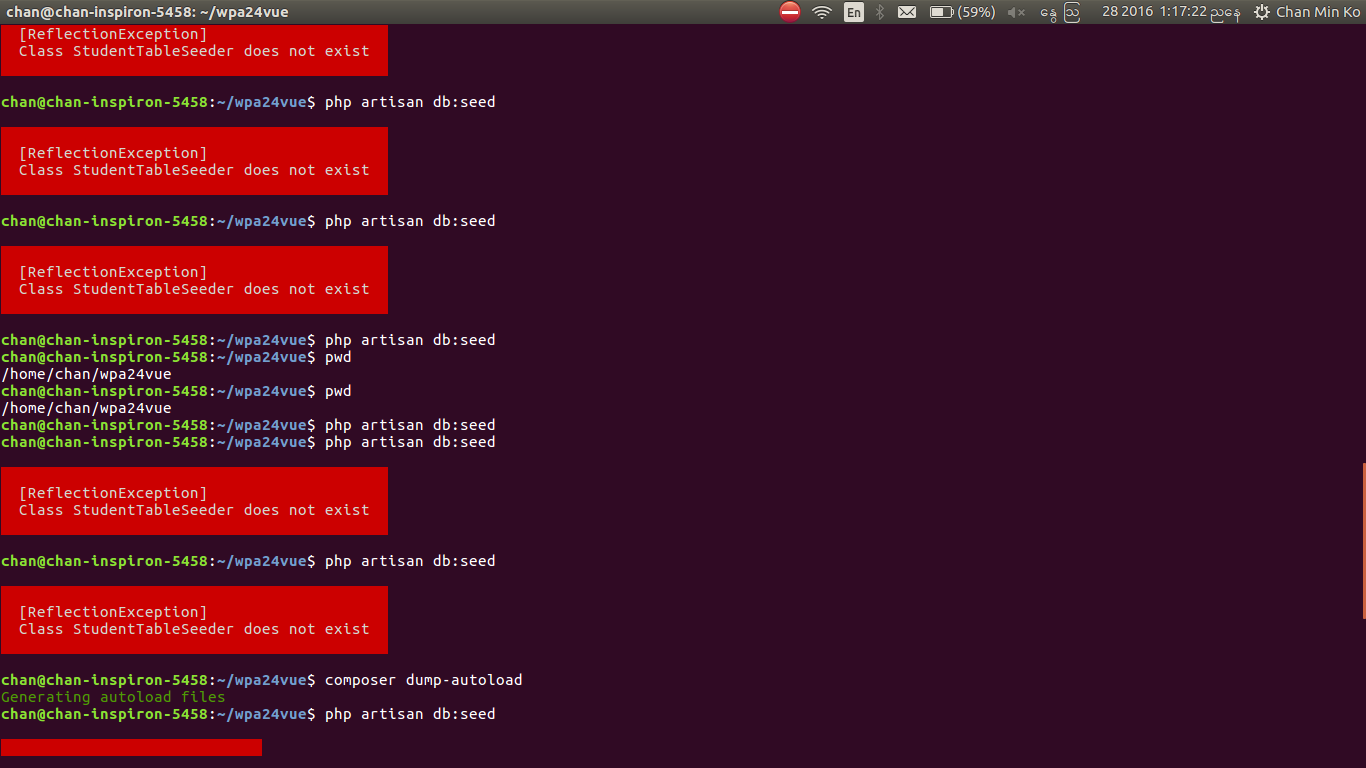 chan@chan-inspiron-5458: ~/wpa24vue En (59%) 28 2016 1:17:22 ညနေ Chan Min Ko
[ReflectionException]
Class StudentTableSeeder does not exist
chan@chan-inspiron-5458:~/wpa24vue$ php artisan db:seed
[ReflectionException]
Class StudentTableSeeder does not exist
chan@chan-inspiron-5458:~/wpa24vue$ php artisan db:seed
[ReflectionException]
Class StudentTableSeeder does not exist
chan@chan-inspiron-5458:~/wpa24vue$ php artisan db:seed
chan@chan-inspiron-5458:~/wpa24vue$ pwd
/home/chan/wpa24vue
chan@chan-inspiron-5458:~/wpa24vue$ pwd
/home/chan/wpa24vue
chan@chan-inspiron-5458:~/wpa24vue$ php artisan db:seed
chan@chan-inspiron-5458:~/wpa24vue$ php artisan db:seed
[ReflectionException]
Class StudentTableSeeder does not exist
chan@chan-inspiron-5458:~/wpa24vue$ php artisan db:seed
[ReflectionException]
Class StudentTableSeeder does not exist
chan@chan-inspiron-5458:~/wpa24vue$ composer dump-autoload
Generating autoload files
chan@chan-inspiron-5458:~/wpa24vue$ php artisan db:seed